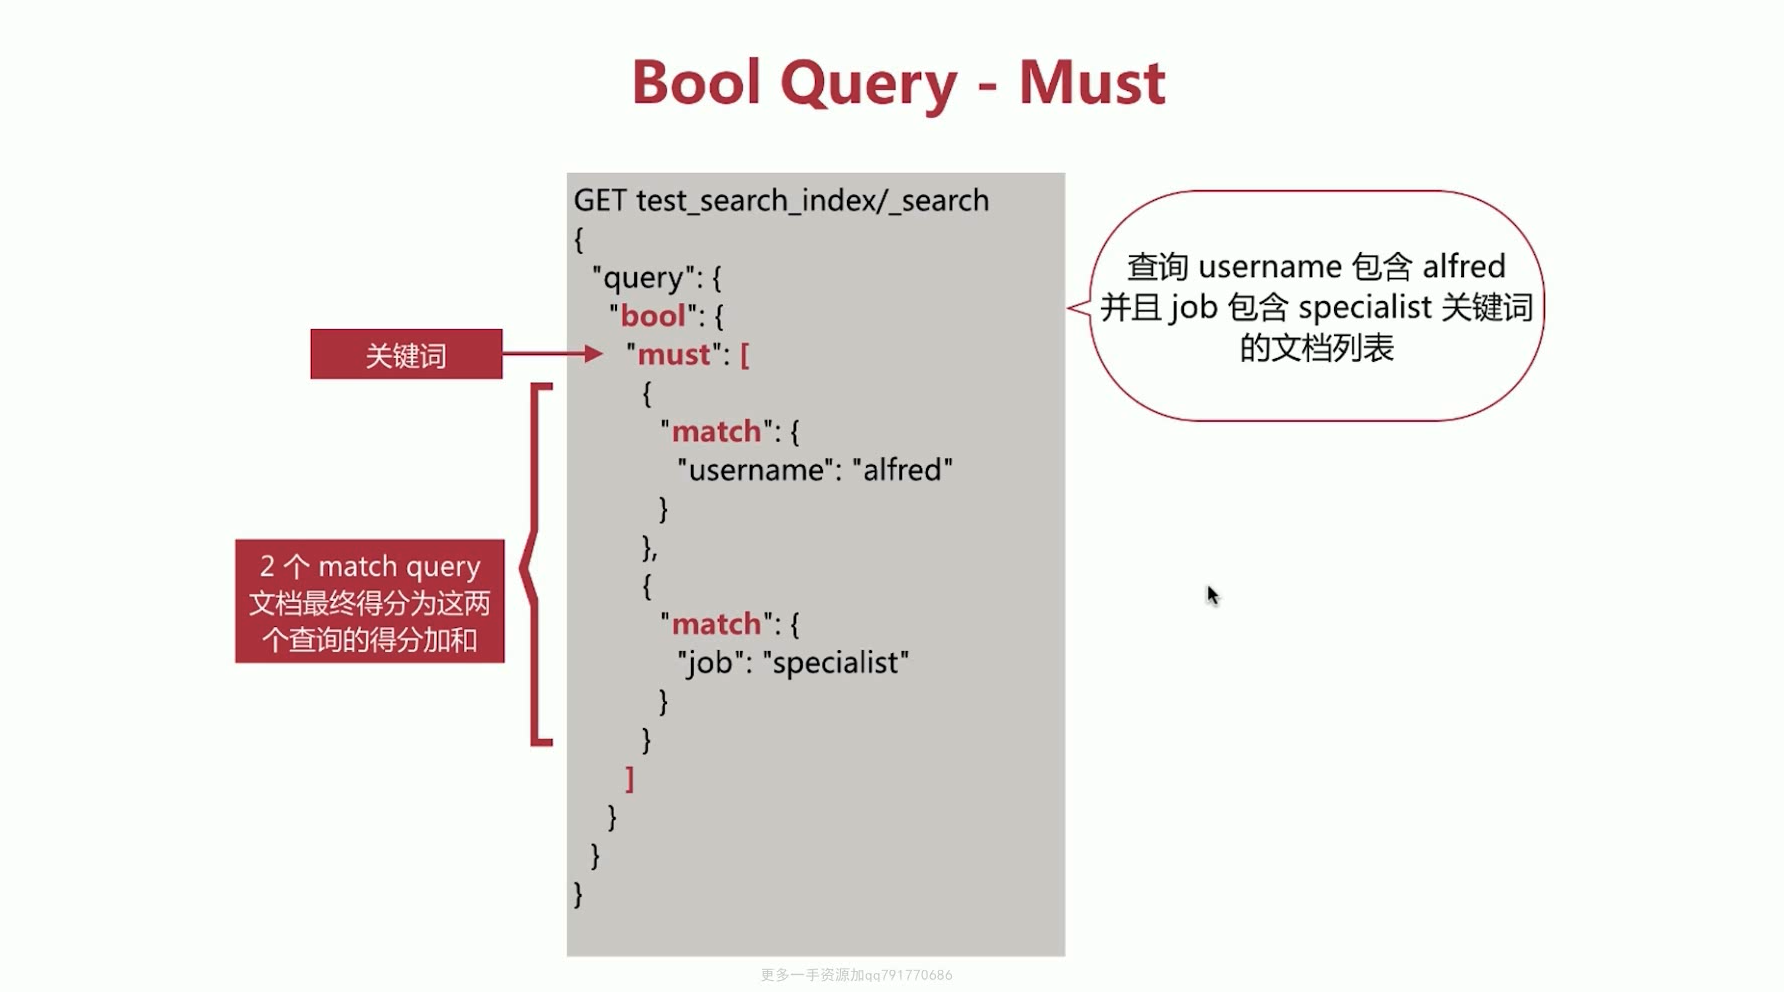 Bool Query - Must
GET test_search_index/_search
{
"query": {
"bool": {
"must": [
{
"match": {
"username": "alfred"
}
},
{
"match": {
"job": "specialist"
}
}
]
}
}
}
关键词
2 个 match query
文档最终得分为这两
个查询的得分加和
查询 username 包含 alfred
并且 job 包含 specialist 关键词
的文档列表
更多一手资源加qq791770686